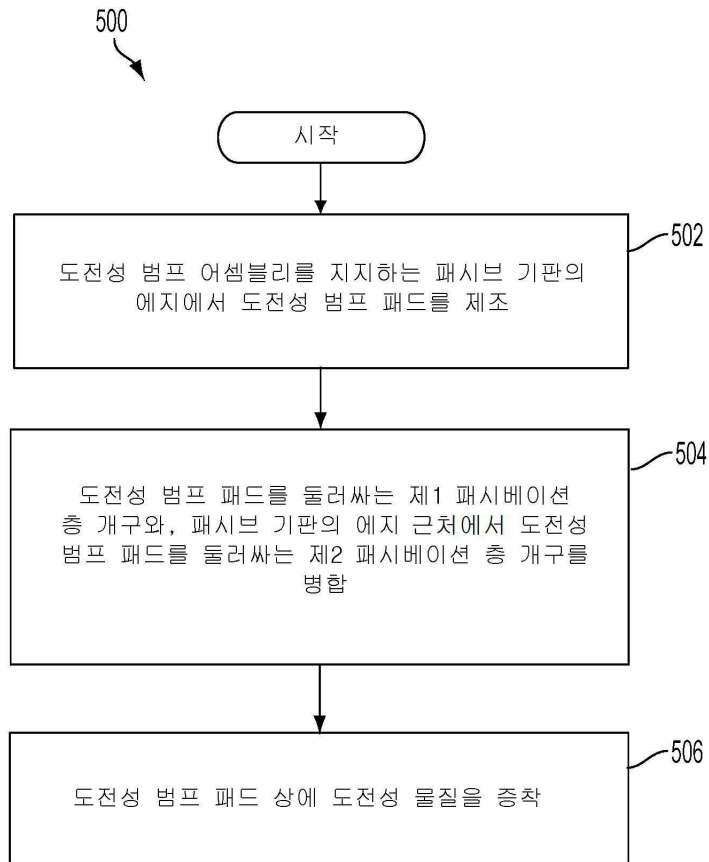 500
시작
502
도전성 범프 어셈블리를 지지하는 패시브 기판의
에지에서 도전성 범프 패드를 제조
504
도전성 범프 패드를 둘러싸는 제1 패시베이션
층 개구와, 패시브 기판의 에지 근처에서 도전성
범프 패드를 둘러싸는 제2 패시베이션 층 개구를
병합
506
도전성 범프 패드 상에 도전성 물질을 증착